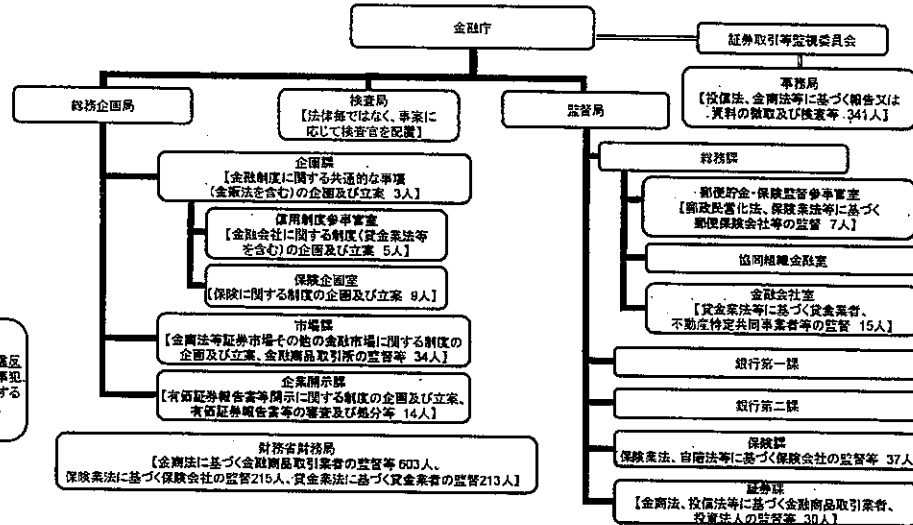 金融庁
証券取引等監視委員会
事務局
【投信法、金商法等に基づく報告又は
資料の徴取及び検査等 341人】
総務企画局
検査局
【法律毎ではなく、事案に
応じて検査官を配置】
監督局
企画課
【金融制度に関する共通的な事項
(金販法を含む)の企画及び立案 3人】
信用制度参事官室
【金融会社に関する制度(貸金業法等
を含む)の企画及び立案 5人】
保険企画室
【保険に関する制度の企画及び立案 9人】
市場課
【金商法等証券市場その他の金融市場に関する制度の
企画及び立案、金融商品取引所の監督等 34人】
企業開示課
【有価証券報告書等開示に関する制度の企画及び立案、
有価証券報告書等の審査及び処分等 14人】
財務省財務局
【金商法に基づく金融商品取引業者の監督等 603人、
保険業法に基づく保険会社の監督215人、貸金業法に基づく貸金業者の監督213人】
総務課
郵便貯金・保険監督参事官室
【郵政民営化法、保険業法等に基づく
郵便保険会社等の監督 7人】
協同組織金融室
金融会社室
【貸金業法等に基づく貸金業者、
不動産特定共同事業者等の監督 15人】
銀行第一課
銀行第二課
保険課
保険業法、自賠法等に基づく保険会社の監督等 37人】
証券課
【金商法、投信法等に基づく金融商品取引業者、
投資法人の監督等 30人】
違反
事犯
する